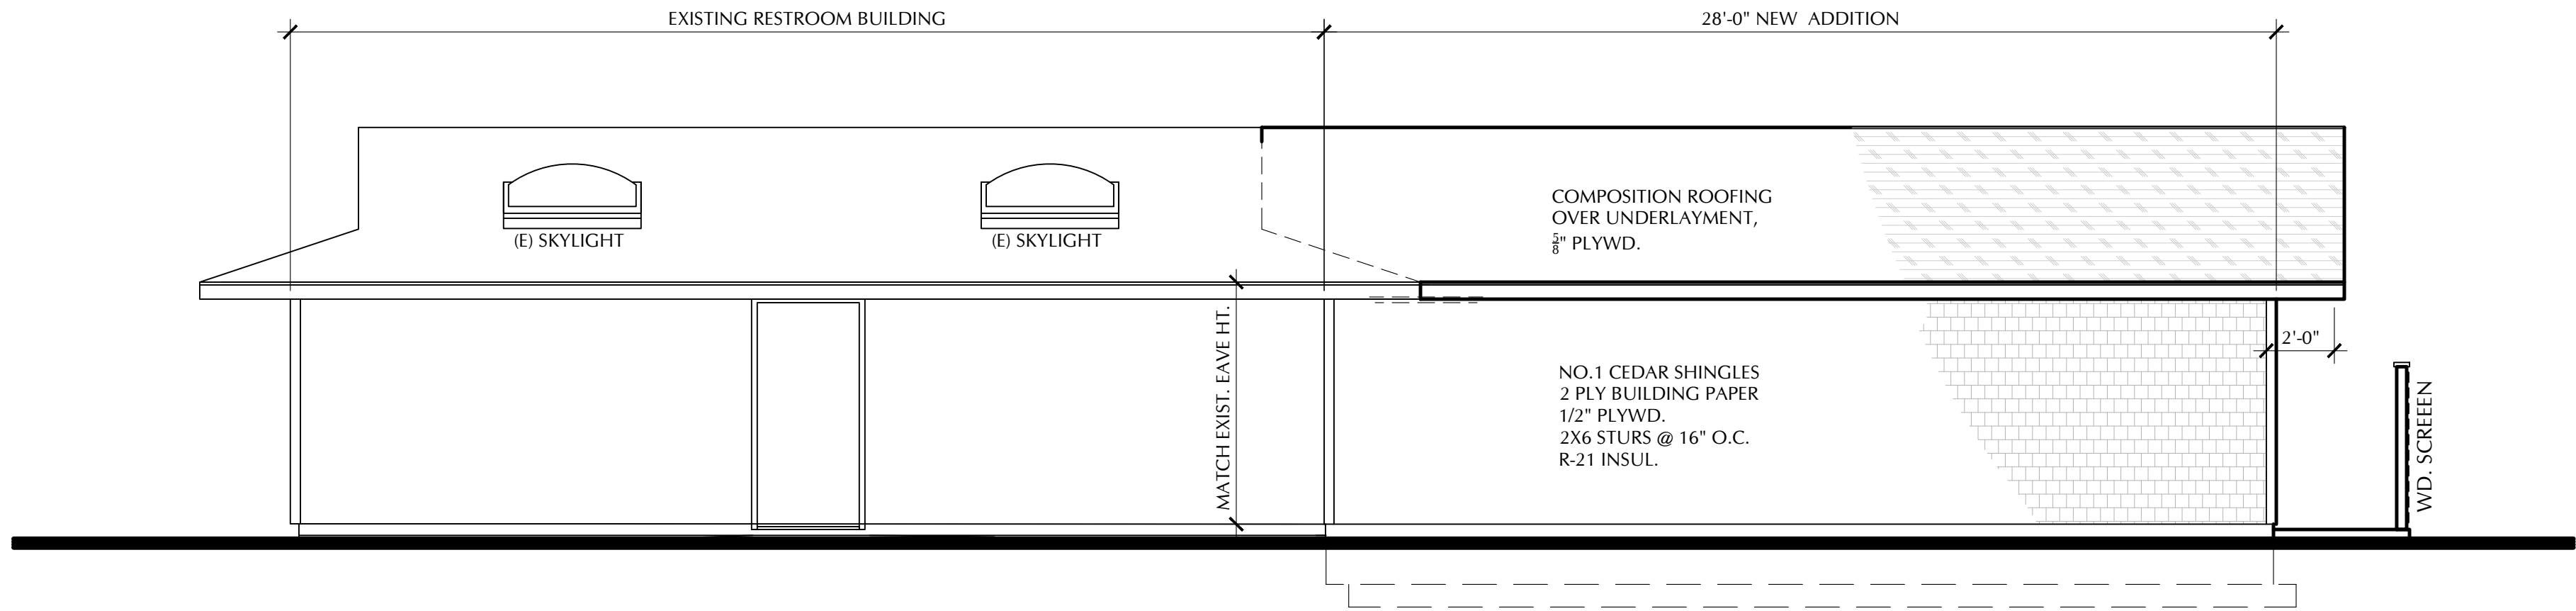 EXISTING RESTROOM BUILDING
28'-0" NEW ADDITION
(E) SKYLIGHT
(E) SKYLIGHT
COMPOSITION ROOFING
OVER UNDERLAYMENT,
5/8" PLYWD.
MATCH EXIST. EAVE HT.
2'-0"
NO.1 CEDAR SHINGLES
2 PLY BUILDING PAPER
1/2" PLYWD.
2X6 STURS @ 16" O.C.
R-21 INSUL.
WD. SCREEEN